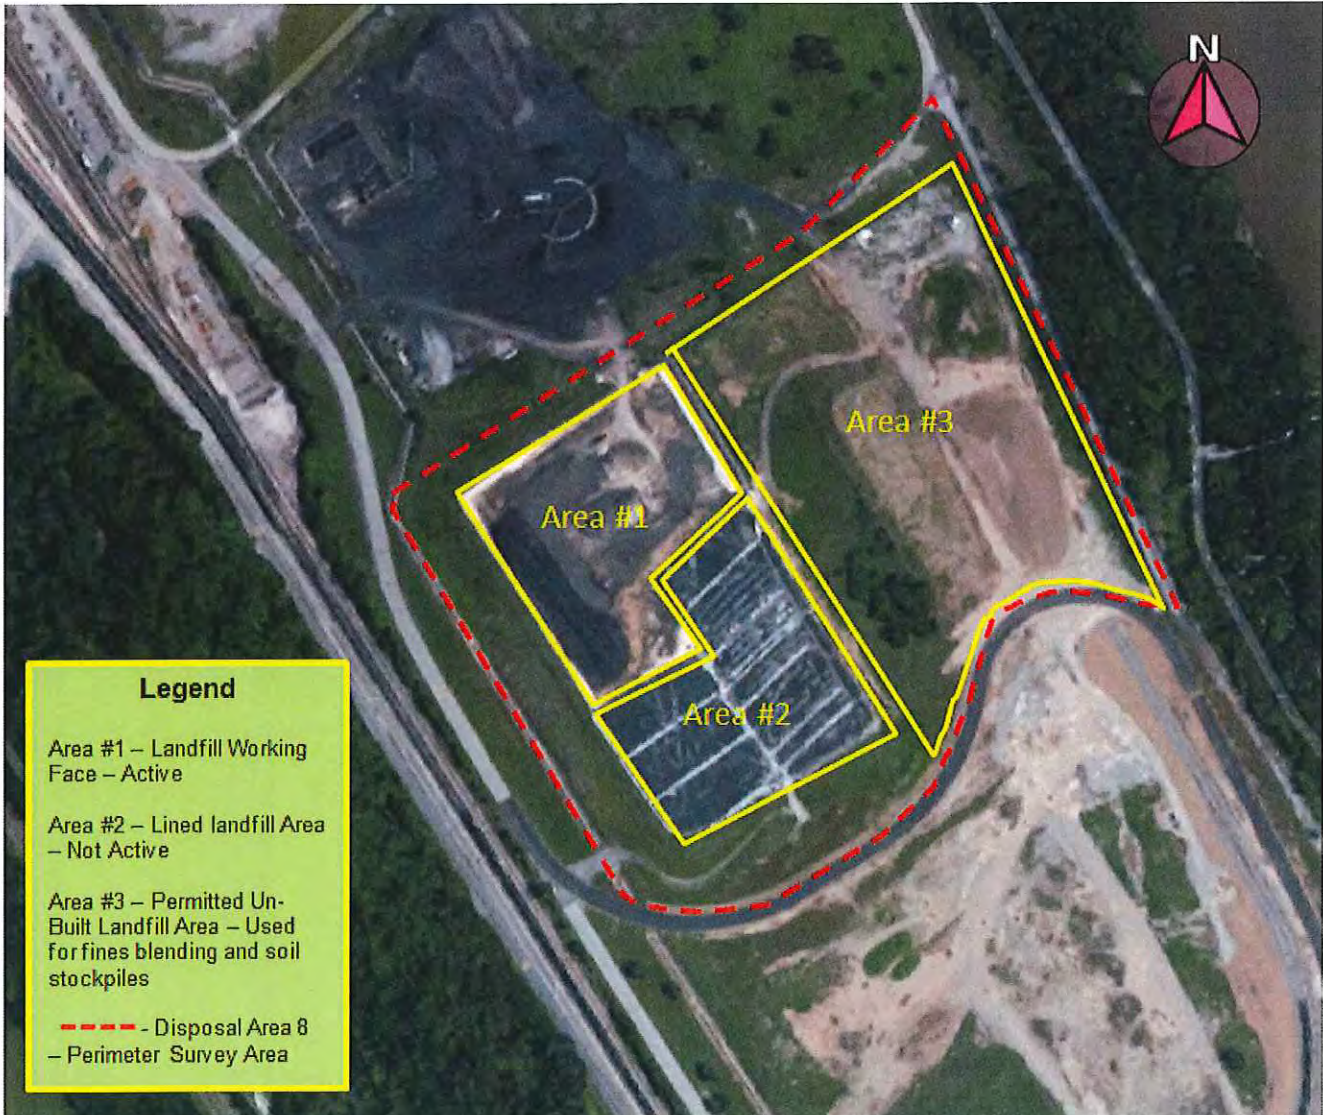 N
Area #3
Area #1
Area #2
Legend
Area #1 – Landfill Working
Face – Active
Area #2 – Lined landfill Area
– Not Active
Area #3 – Permitted Un-
Built Landfill Area – Used
for fines blending and soil
stockpiles
- Disposal Area 8
– Perimeter Survey Area